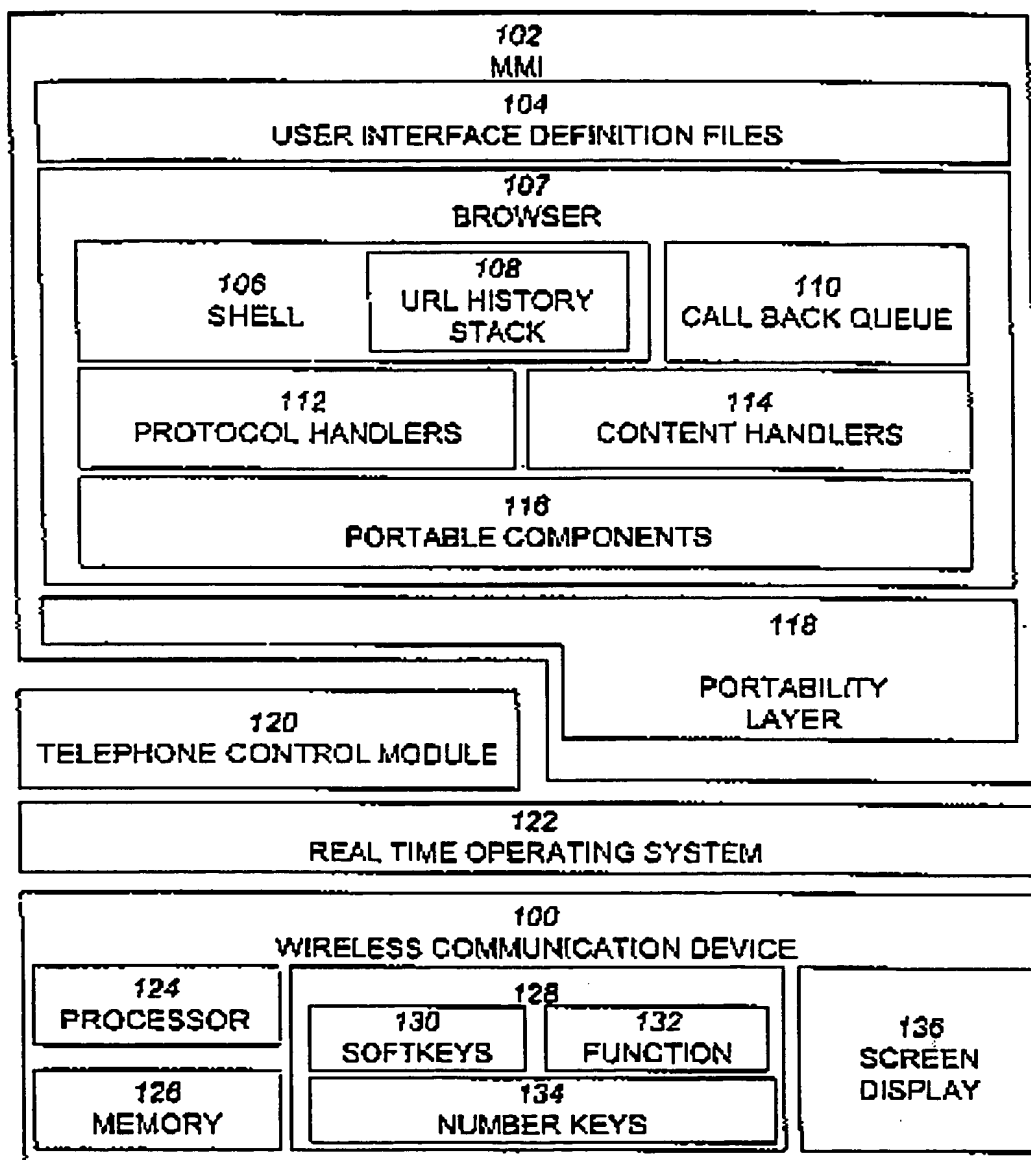 102
MMI
104
USER INTERFACE DEFINITION FILES
107
BROWSER
106
SHELL
108
URL HISTORY
STACK
110
CALL BACK QUEUE
112
PROTOCOL HANDLERS
114
CONTENT HANDLERS
116
PORTABLE COMPONENTS
118
PORTABILITY
LAYER
120
TELEPHONE CONTROL MODULE
122
REAL TIME OPERATING SYSTEM
100
WIRELESS COMMUNICATION DEVICE
124
PROCESSOR
126
MEMORY
128
130
SOFTKEYS
132
FUNCTION
134
NUMBER KEYS
136
SCREEN
DISPLAY